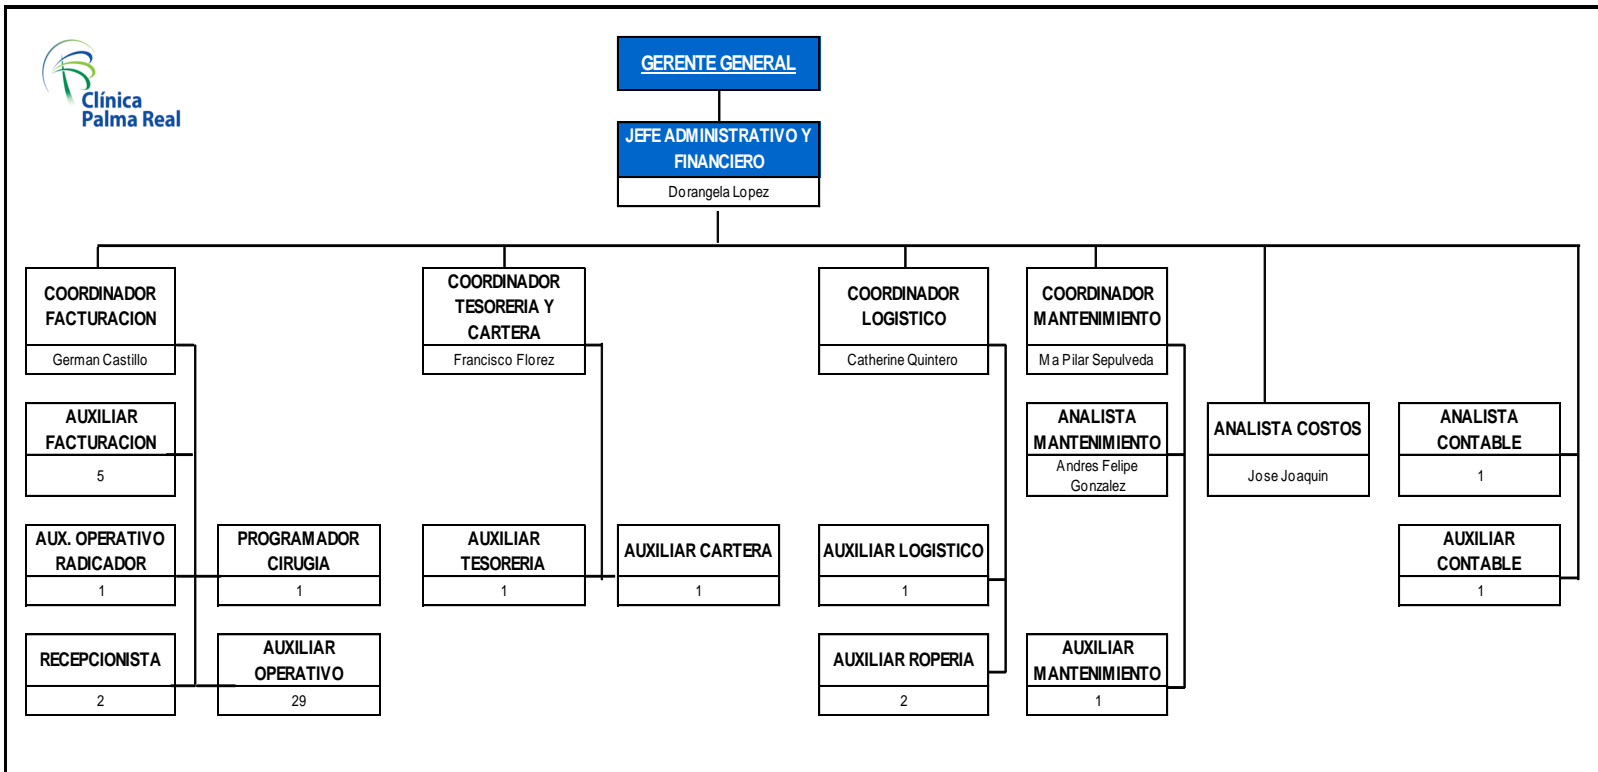 Clínica
Palma Real
GERENTE GENERAL
JEFE ADMINISTRATIVO Y
FINANCIERO
Dorangela Lopez
COORDINADOR
FACTURACION
German Castillo
COORDINADOR
TESORERIA Y
CARTERA
Francisco Florez
COORDINADOR
LOGISTICO
Catherine Quintero
COORDINADOR
MANTENIMIENTO
Ma Pilar Sepulveda
AUXILIAR
FACTURACION
5
ANALISTA
MANTENIMIENTO
Andres Felipe
Gonzalez
ANALISTA COSTOS
Jose Joaquin
ANALISTA
CONTABLE
1
AUX. OPERATIVO
RADICADOR
1
PROGRAMADOR
CIRUGIA
1
AUXILIAR
TESORERIA
1
AUXILIAR CARTERA
1
AUXILIAR LOGISTICO
1
AUXILIAR
CONTABLE
1
RECEPCIONISTA
2
AUXILIAR
OPERATIVO
29
AUXILIAR ROPERIA
2
AUXILIAR
MANTENIMIENTO
1